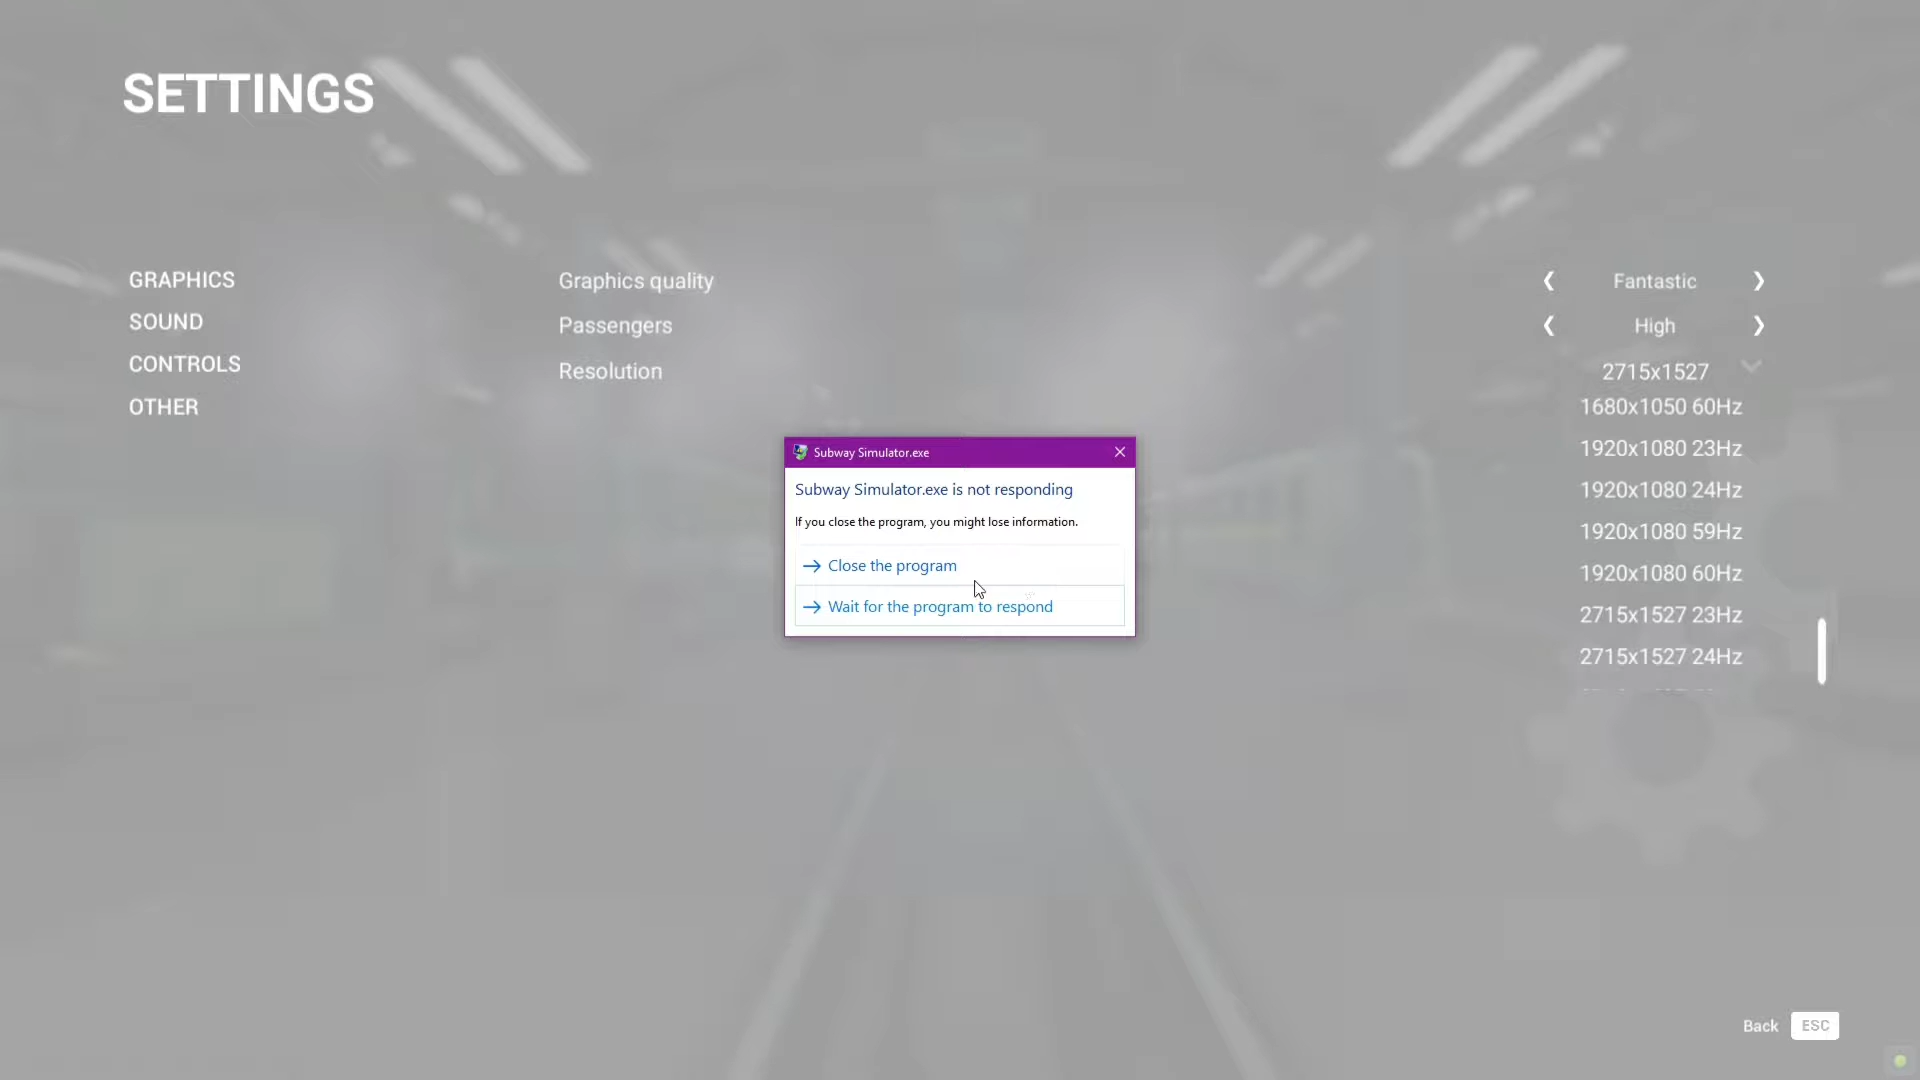 SETTINGS
GRAPHICS
SOUND
CONTROLS
OTHER
Graphics quality
Passengers
Resolution
Fantastic
High
2715x1527
1680x1050 60Hz
1920x1080 23Hz
1920x1080 24Hz
1920x1080 59Hz
1920x1080 60Hz
2715x1527 23Hz
2715x1527 24Hz
Subway Simulator.exe
Subway Simulator.exe is not responding
If you close the program, you might lose information.
Close the program
Wait for the program to respond
Back ESC